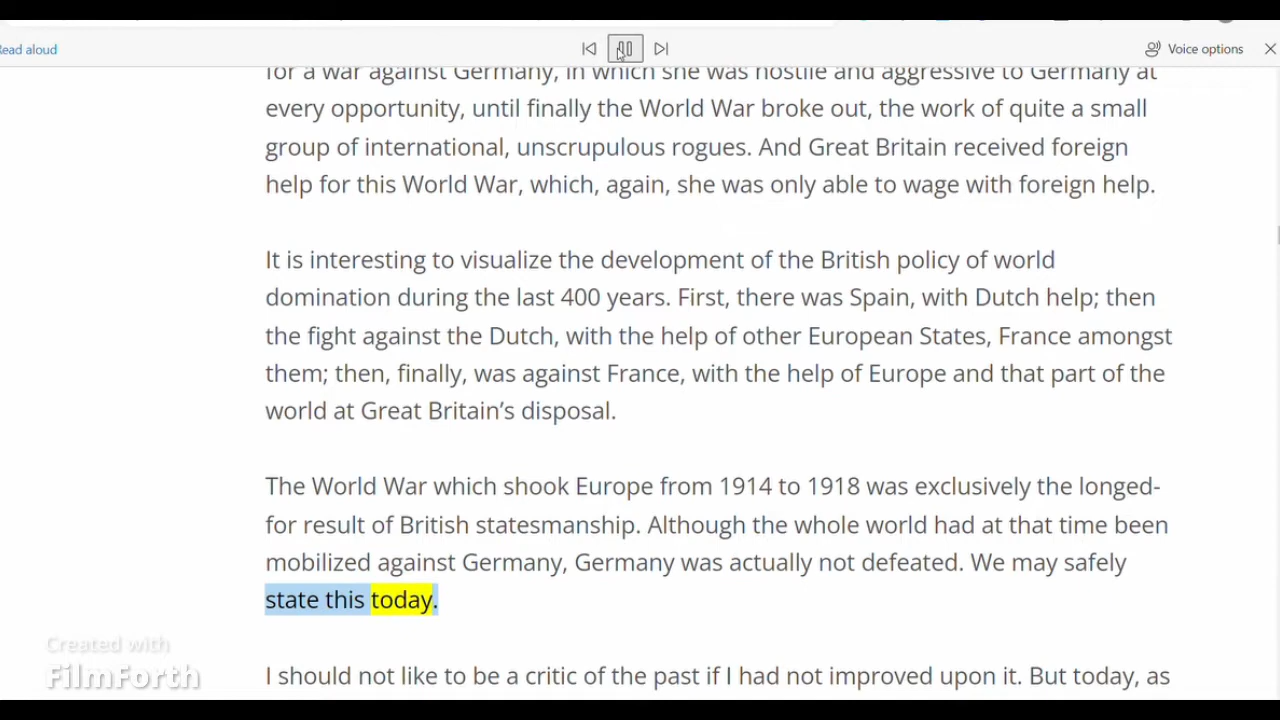 Read aloud
Voice options
for a war against Germany, in which she was hostile and aggressive to Germany at
every opportunity, until finally the World War broke out, the work of quite a small
group of international, unscrupulous rogues. And Great Britain received foreign
help for this World War, which, again, she was only able to wage with foreign help.
It is interesting to visualize the development of the British policy of world
domination during the last 400 years. First, there was Spain, with Dutch help; then
the fight against the Dutch, with the help of other European States, France amongst
them; then, finally, was against France, with the help of Europe and that part of the
world at Great Britain’s disposal.
The World War which shook Europe from 1914 to 1918 was exclusively the longed-
for result of British statesmanship. Although the whole world had at that time been
mobilized against Germany, Germany was actually not defeated. We may safely
state this today.
Created with
FilmForth
I should not like to be a critic of the past if I had not improved upon it. But today, as